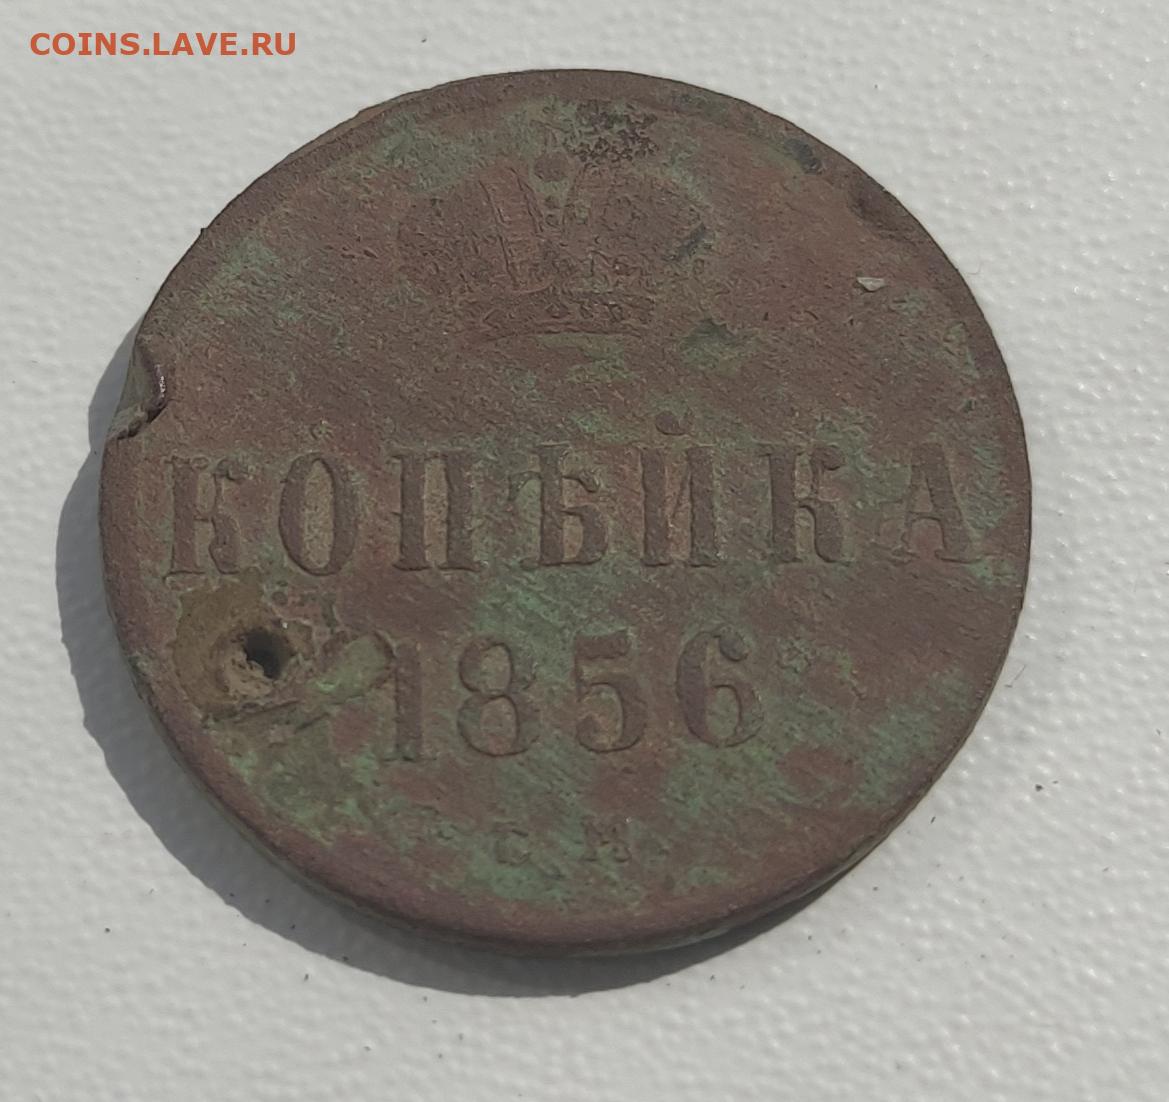 COINS.LAVE.RU
КОПѢЙКА
1856
Е М